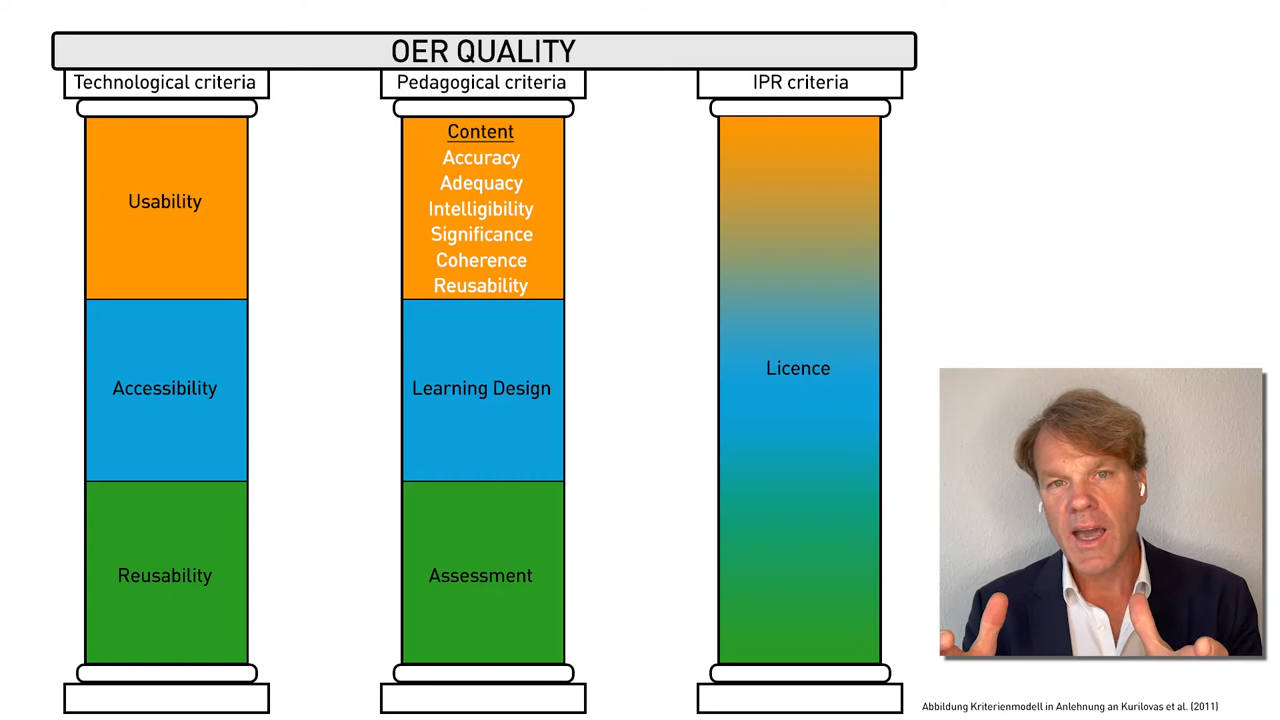 OER QUALITY
Technological criteria
Usability
Accessibility
Reusability
Pedagogical criteria
Content
Accuracy
Adequacy
Intelligibility
Significance
Coherence
Reusability
Learning Design
Assessment
IPR criteria
Licence
Abbildung Kriterienmodell in Anlehnung an Kurilovas et al. (2011)